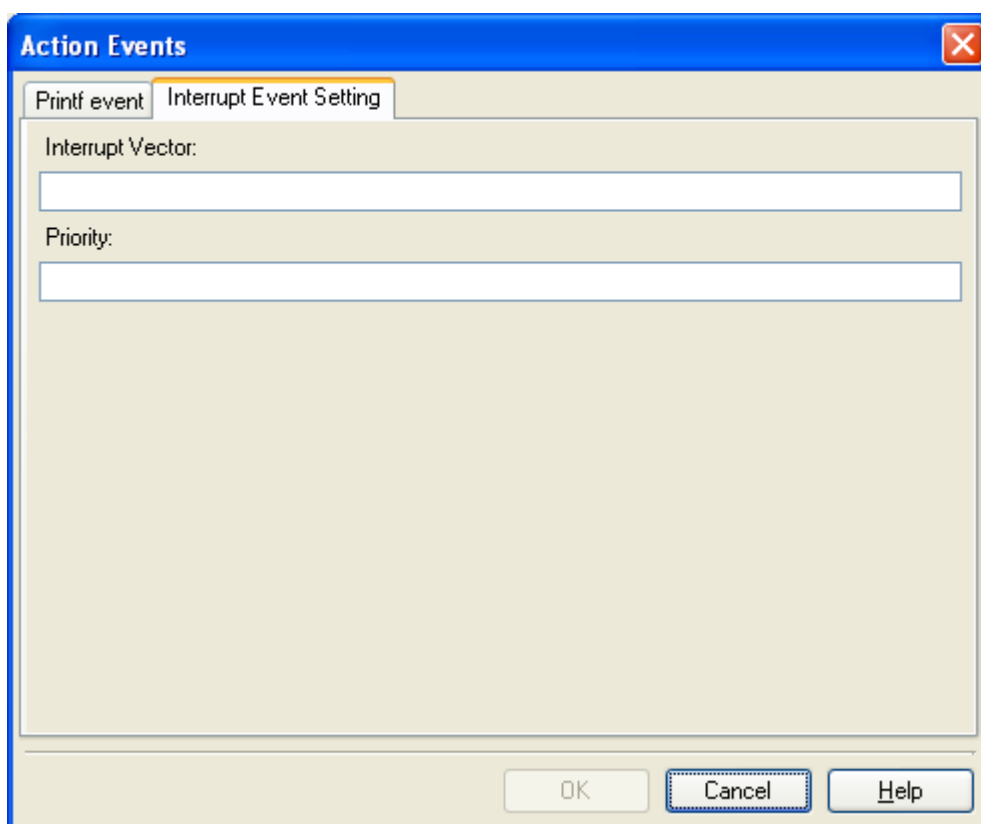 Action Events
Printf event Interrupt Event Setting
Interrupt Vector:
Priority:
OK Cancel Help